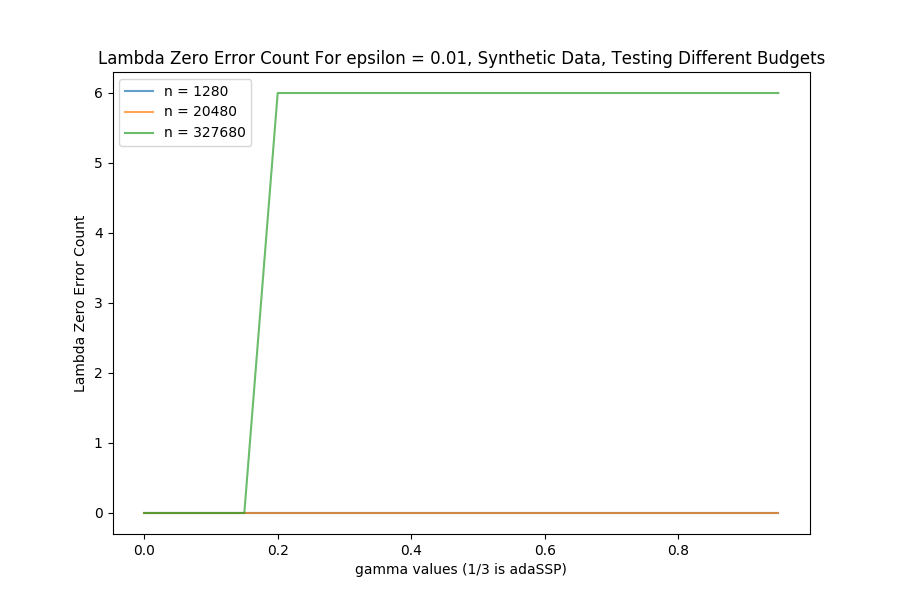 Lambda Zero Error Count For epsilon = 0.01, Synthetic Data, Testing Different Budgets
n = 1280
n = 20480
n = 327680
Lambda Zero Error Count
6
5
4
3
2
1
0
0.0 0.2 0.4 0.6 0.8
gamma values (1/3 is adaSSP)